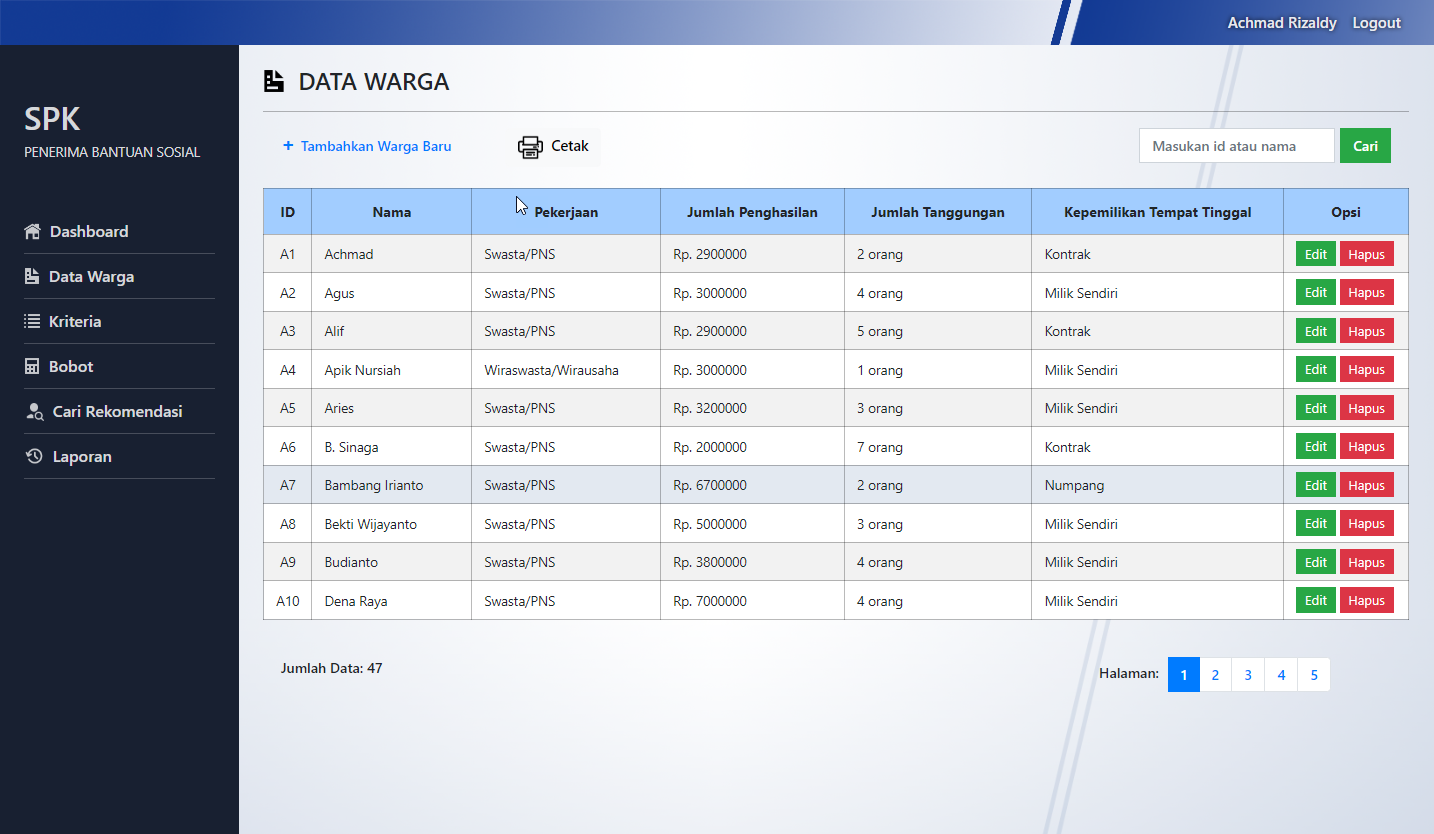 Achmad Rizaldy Logout
SPK
PENERIMA BANTUAN SOSIAL
Dashboard
Data Warga
Kriteria
Bobot
Cari Rekomendasi
Laporan
DATA WARGA
+ Tambahkan Warga Baru Cetak Masukan id atau nama Cari
ID Nama Pekerjaan Jumlah Penghasilan Jumlah Tanggungan Kepemilikan Tempat Tinggal Opsi
A1 Achmad Swasta/PNS Rp. 2900000 2 orang Kontrak Edit Hapus
A2 Agus Swasta/PNS Rp. 3000000 4 orang Milik Sendiri Edit Hapus
A3 Alif Swasta/PNS Rp. 2900000 5 orang Kontrak Edit Hapus
A4 Apik Nursiah Wiraswasta/Wirausaha Rp. 3000000 1 orang Milik Sendiri Edit Hapus
A5 Aries Swasta/PNS Rp. 3200000 3 orang Milik Sendiri Edit Hapus
A6 B. Sinaga Swasta/PNS Rp. 2000000 7 orang Kontrak Edit Hapus
A7 Bambang Irianto Swasta/PNS Rp. 6700000 2 orang Numpang Edit Hapus
A8 Bekti Wijayanto Swasta/PNS Rp. 5000000 3 orang Milik Sendiri Edit Hapus
A9 Budianto Swasta/PNS Rp. 3800000 4 orang Milik Sendiri Edit Hapus
A10 Dena Raya Swasta/PNS Rp. 7000000 4 orang Milik Sendiri Edit Hapus
Jumlah Data: 47 Halaman: 1 2 3 4 5